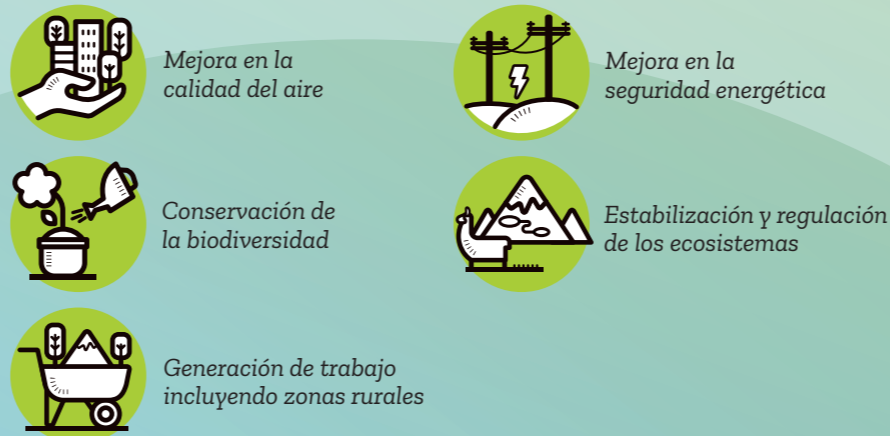 Mejora en la
calidad del aire
Mejora en la
seguridad energética
Conservación de
la biodiversidad
Estabilización y regulación
de los ecosistemas
Generación de trabajo
incluyendo zonas rurales